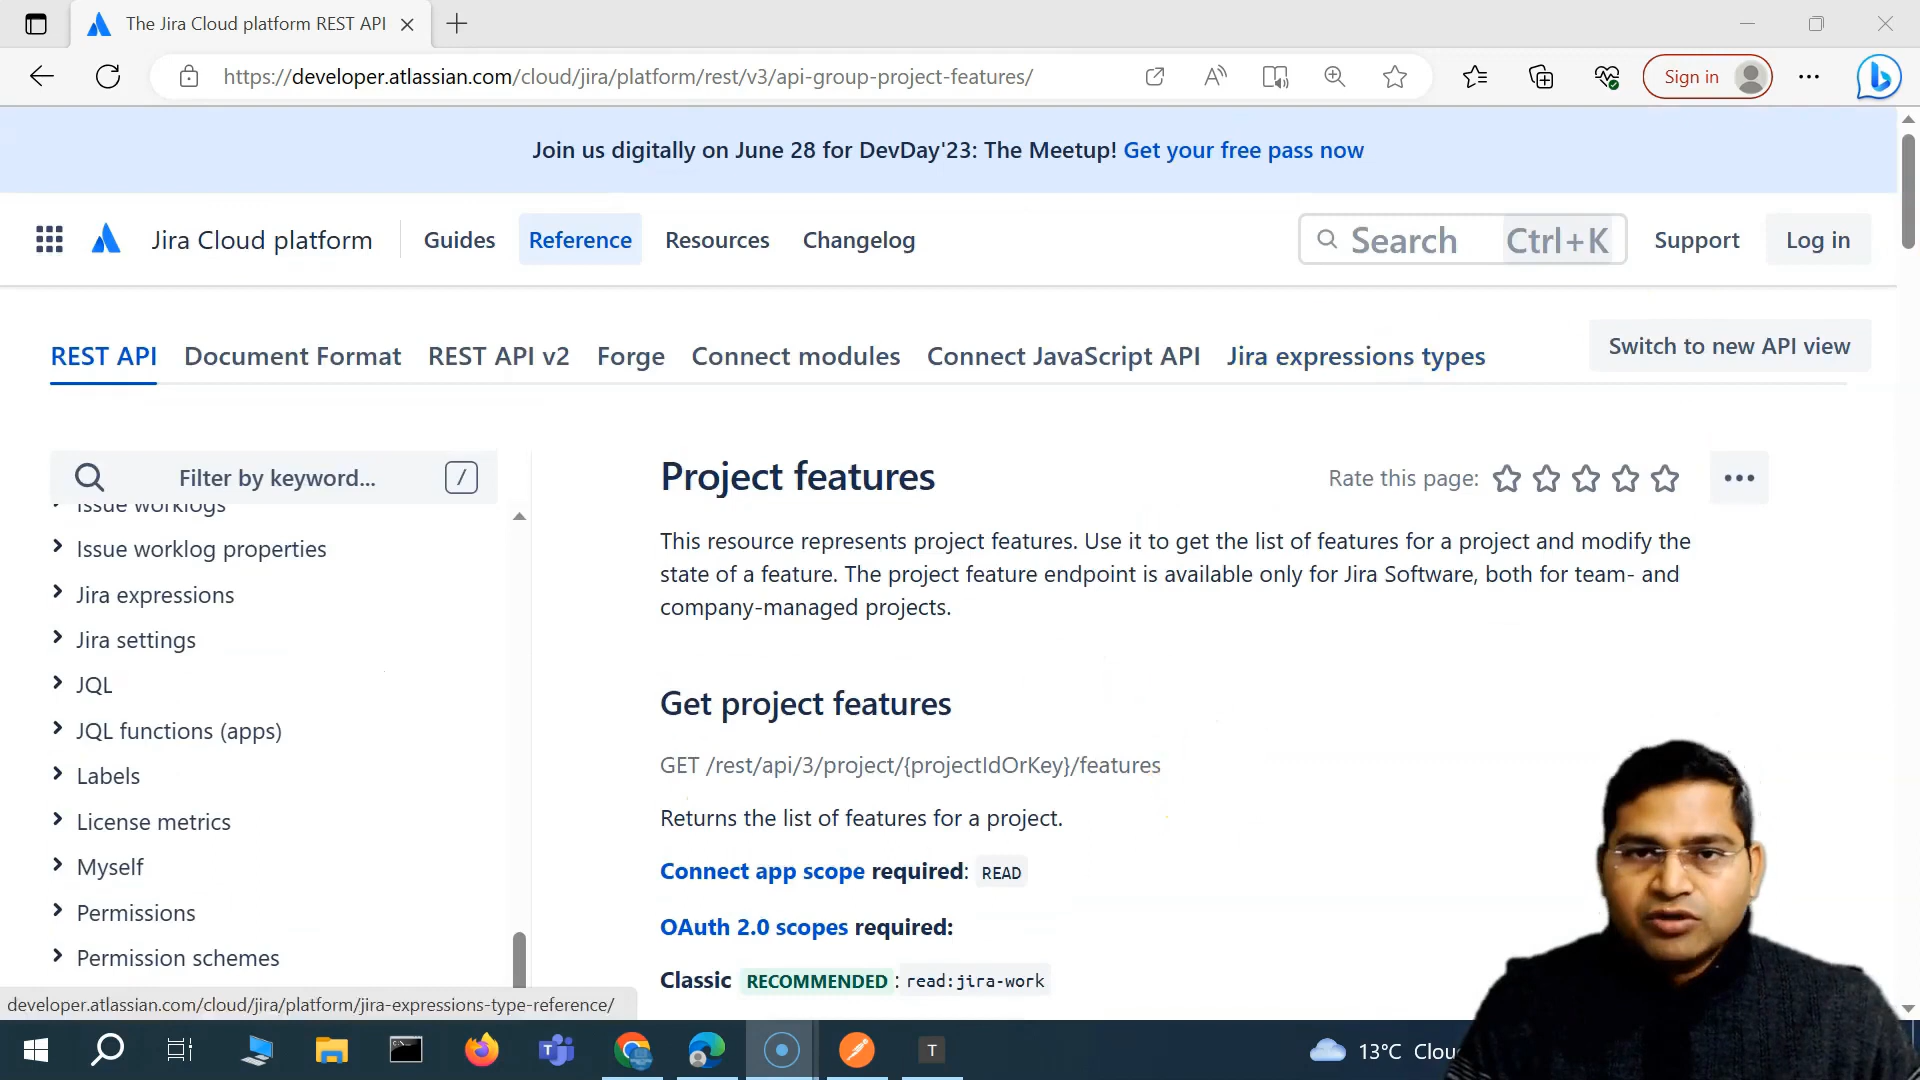 The Jira Cloud platform REST API
https://developer.atlassian.com/cloud/jira/platform/rest/v3/api-group-project-features/
Sign in
Join us digitally on June 28 for DevDay'23: The Meetup! Get your free pass now
Jira Cloud platform
Guides
Reference
Resources
Changelog
Search
Ctrl+K
Support
Log in
REST API
Document Format
REST API v2
Forge
Connect modules
Connect JavaScript API
Jira expressions types
Switch to new API view
Filter by keyword...
/
Issue worklogs
Issue worklog properties
Jira expressions
Jira settings
JQL
JQL functions (apps)
Labels
License metrics
Myself
Permissions
Permission schemes
Project features
Rate this page:
This resource represents project features. Use it to get the list of features for a project and modify the
state of a feature. The project feature endpoint is available only for Jira Software, both for team- and
company-managed projects.
Get project features
GET /rest/api/3/project/{projectIdOrKey}/features
Returns the list of features for a project.
Connect app scope required: READ
OAuth 2.0 scopes required:
Classic RECOMMENDED : read:jira-work
developer.atlassian.com/cloud/jira/platform/jira-expressions-type-reference/
T
T
13°C Clou